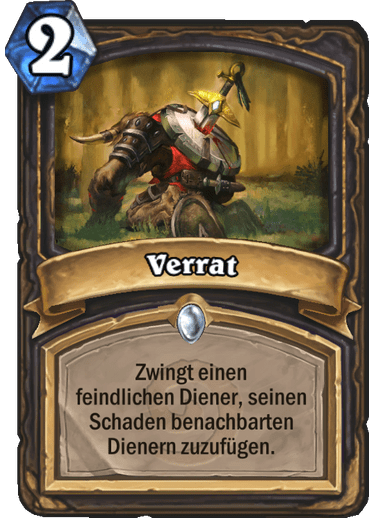 2
Verrat
Zwingt einen
feindlichen Diener, seinen
Schaden benachbarten
Dienern zuzufügen.